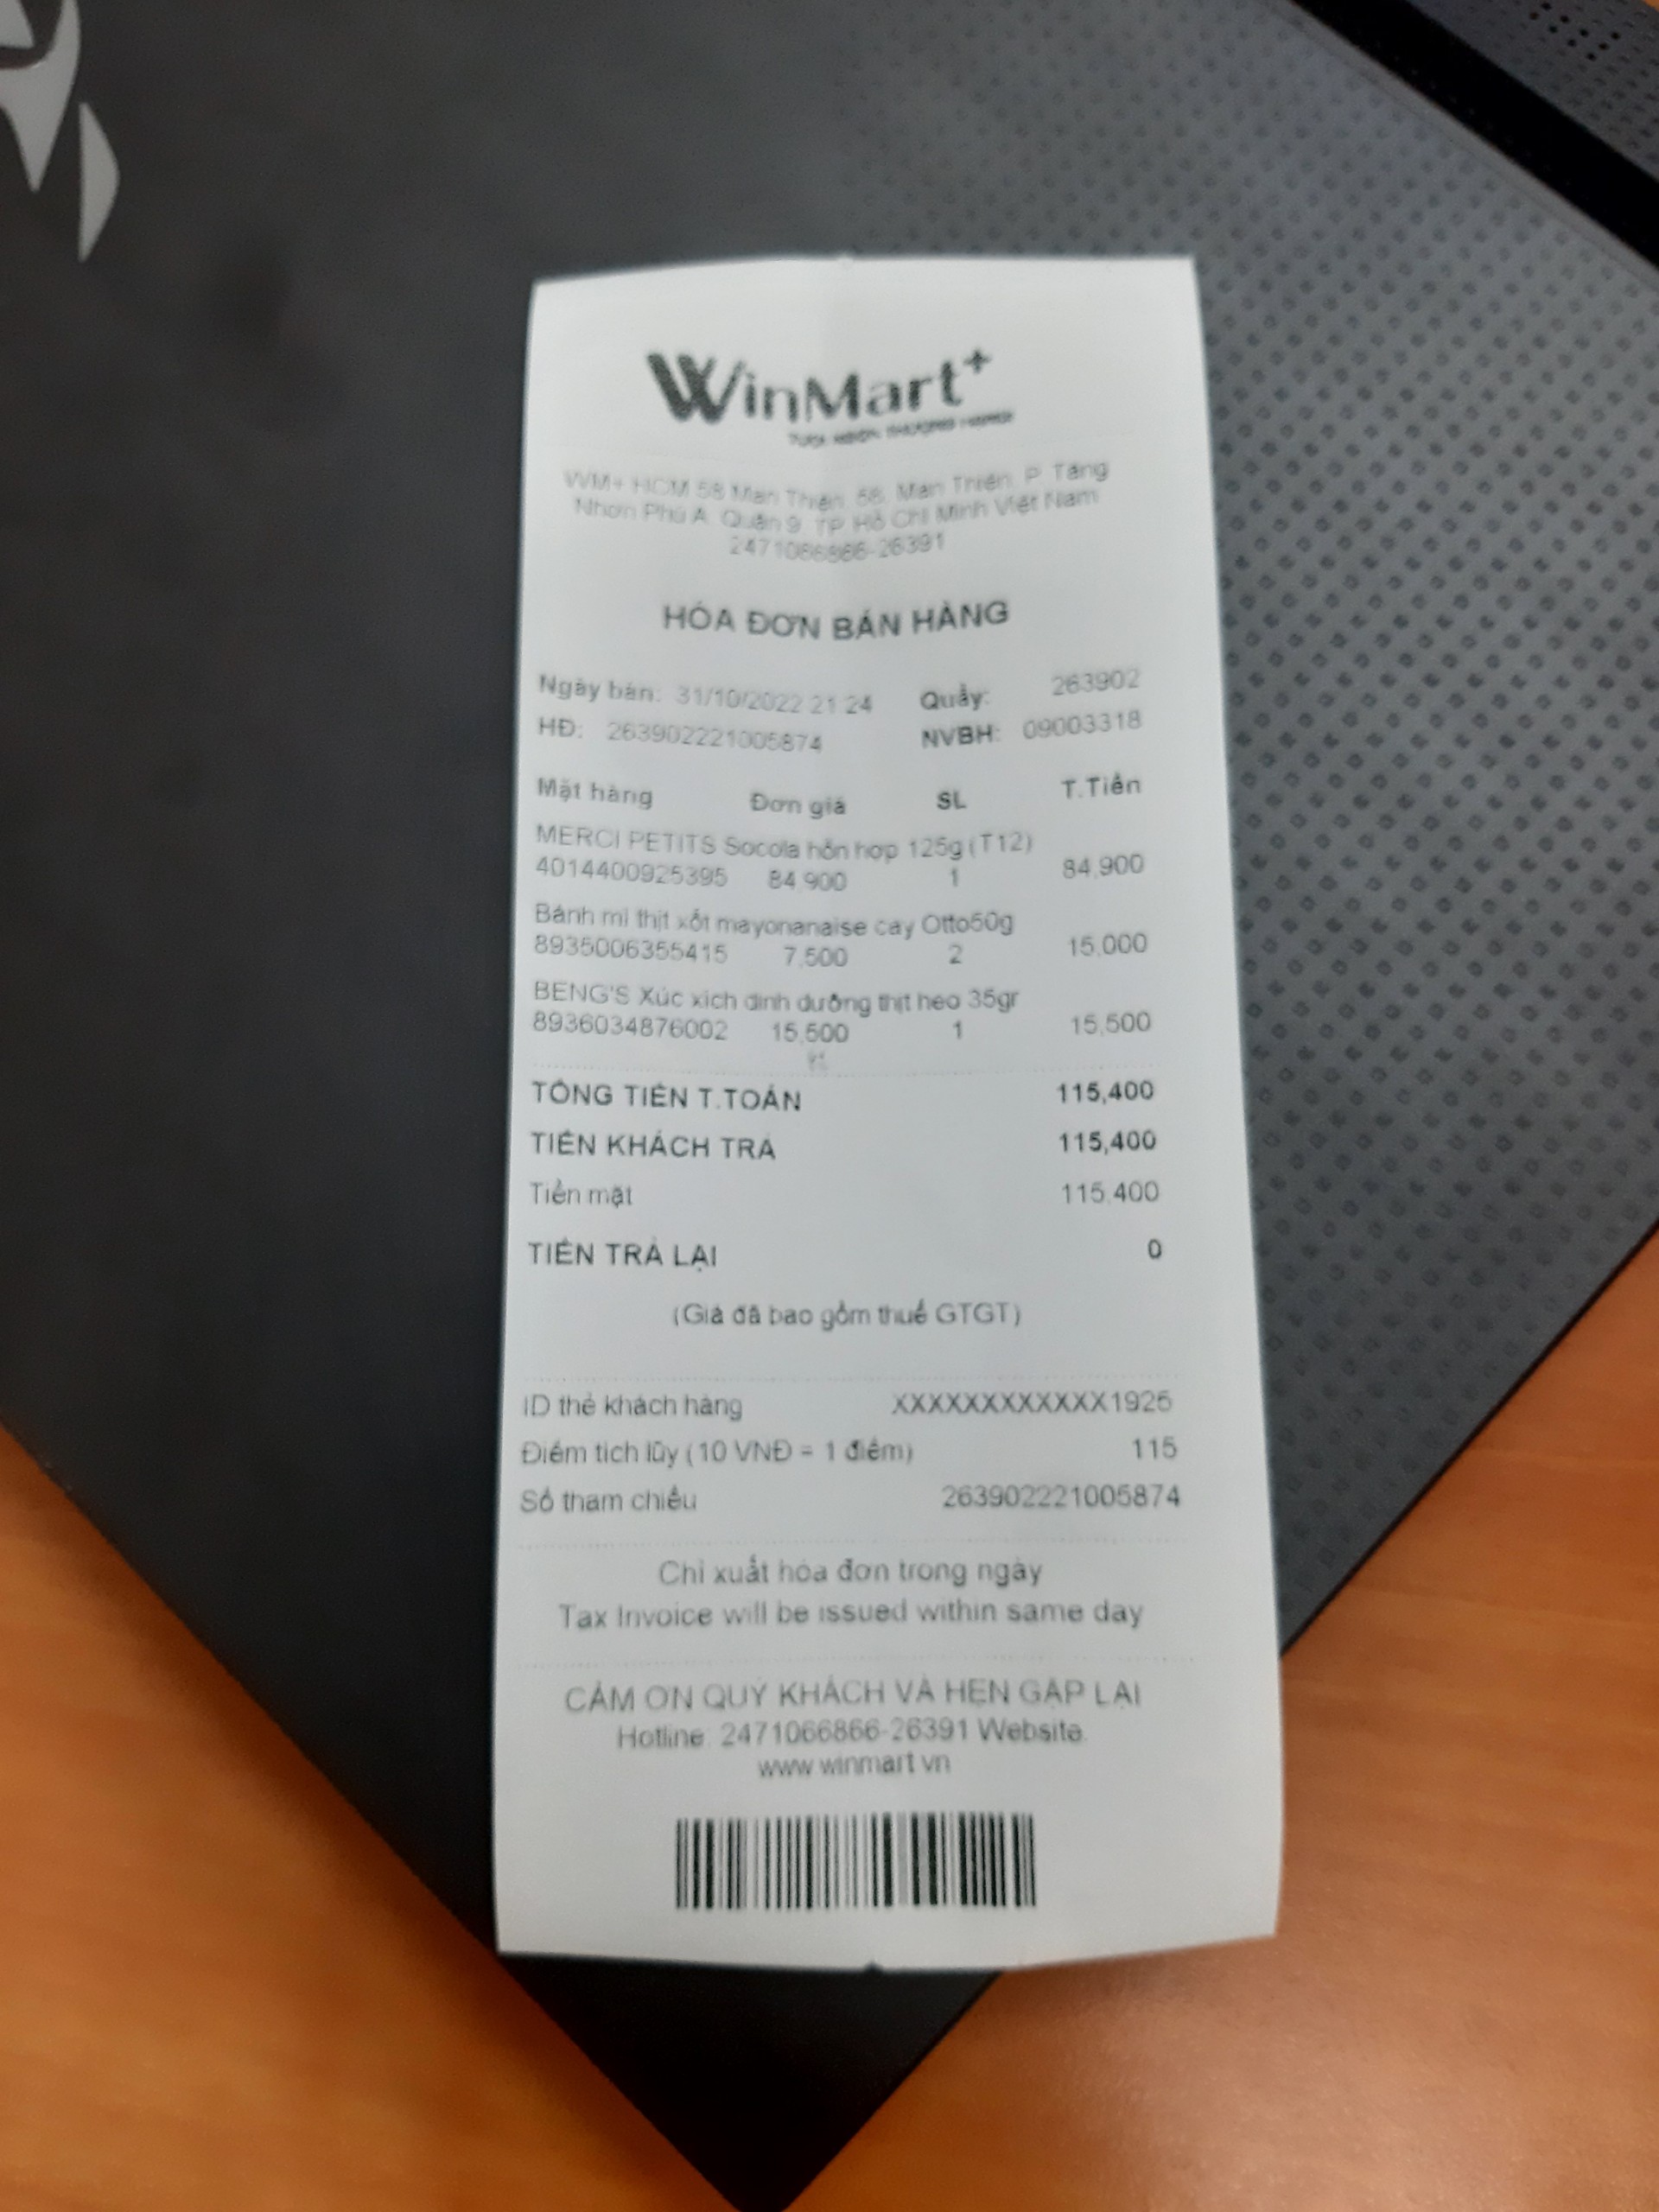 WinMart+
WM+ HCM 58 Man Thiện, 58, Man Thiện, P. Tăng
Nhơn Phú A, Quận 9, TP. Hồ Chí Minh Việt Nam
2471066866-26391
HÓA ĐƠN BÁN HÀNG
Ngày bán: 31/10/2022 21:24 Quầy: 263902
HĐ: 263902221005874 NVBH: 09003318
Mặt hàng Đơn giá SL T.Tiền
MERCI PETITS Socola hỗn hợp 125g (T12)
4014400925395 84,900 1 84,900
Bánh mì thịt xốt mayonanaise cay Otto50g
8935006355415 7,500 2 15,000
BENG'S Xúc xích dinh dưỡng thịt heo 35gr
8936034876002 15,500 1 15,500
TỔNG TIỀN T.TOÁN 115,400
TIỀN KHÁCH TRẢ 115,400
Tiền mặt 115,400
TIỀN TRẢ LẠI 0
(Giá đã bao gồm thuế GTGT)
ID thẻ khách hàng XXXXXXXXXXXX1925
Điểm tích lũy (10 VNĐ = 1 điểm) 115
Số tham chiếu 263902221005874
Chỉ xuất hóa đơn trong ngày
Tax Invoice will be issued within same day
CẢM ƠN QUÝ KHÁCH VÀ HẸN GẶP LẠI
Hotline: 2471066866-26391 Website:
www.winmart.vn